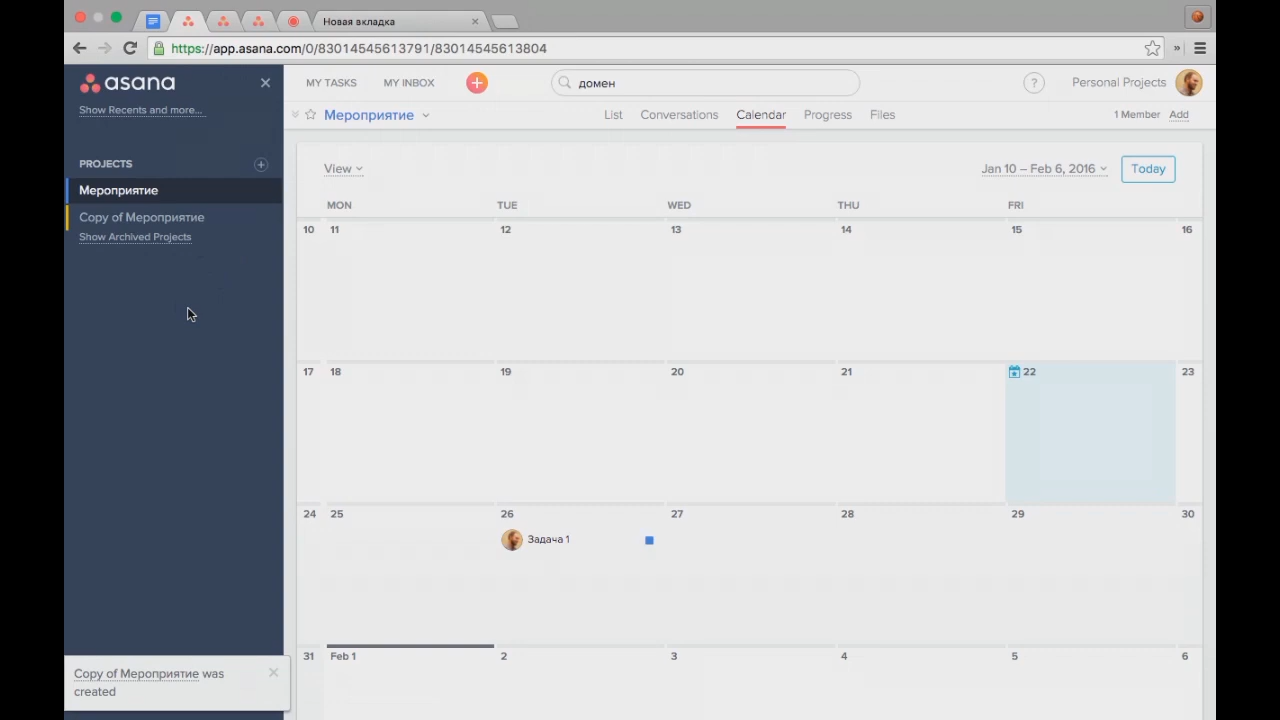 Новая вкладка
https://app.asana.com/0/83014545613791/83014545613804
asana
Show Recents and more...
MY TASKS MY INBOX
домен
?
Personal Projects
Мероприятие
List Conversations Calendar Progress Files
1 Member Add
PROJECTS
Мероприятие
Copy of Мероприятие
Show Archived Projects
View
Jan 10 – Feb 6, 2016
Today
MON TUE WED THU FRI
10 11 12 13 14 15 16
17 18 19 20 21 22 23
24 25 26 27 28 29 30
Задача 1
31 Feb 1 2 3 4 5 6
Copy of Мероприятие was
created